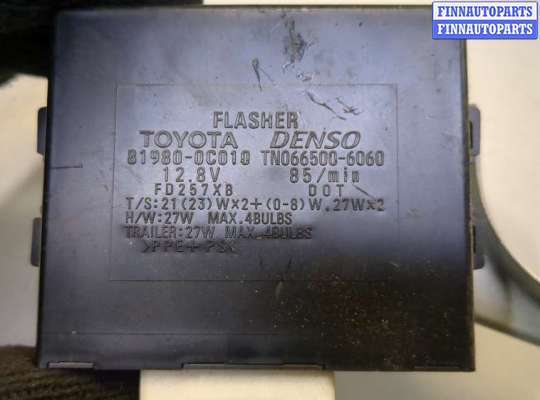 FINNAUTOPARTS
FINNAUTOPARTS
FLASHER
TOYOTA DENSO
81980-0C010 TN066500-6060
12.8V 85/min
FD257XB DOT
T/S:21(23)W×2+(0-8)W,27W×2
H/W:27W MAX.4BULBS
TRAILER:27W MAX.4BULBS
>PPE+PS<